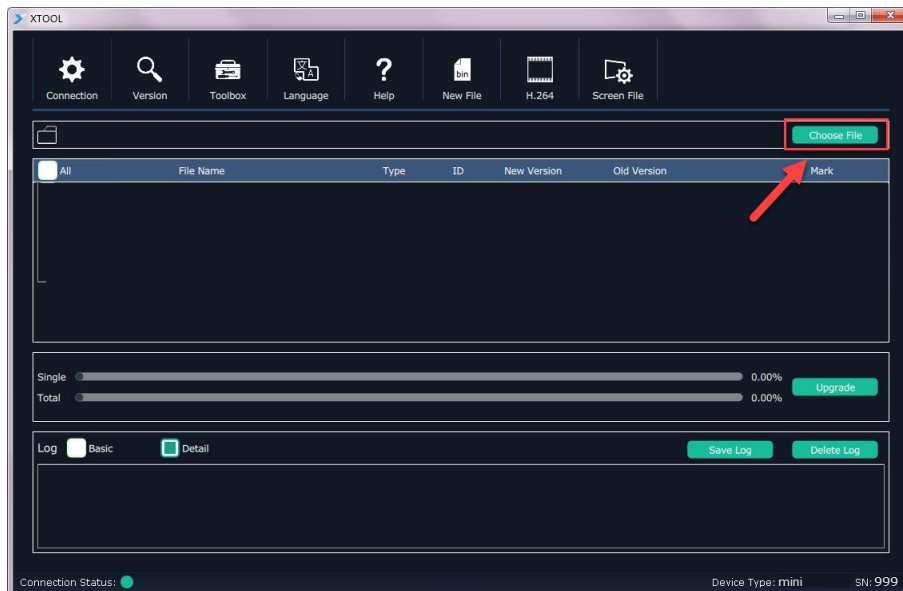 XTOOL
Connection Version Toolbox Language Help New File H.264 Screen File
bin
Choose File
All File Name Type ID New Version Old Version Mark
Single 0.00%
Total 0.00%
Upgrade
Log Basic Detail Save Log Delete Log
Connection Status: Device Type: mini SN: 999